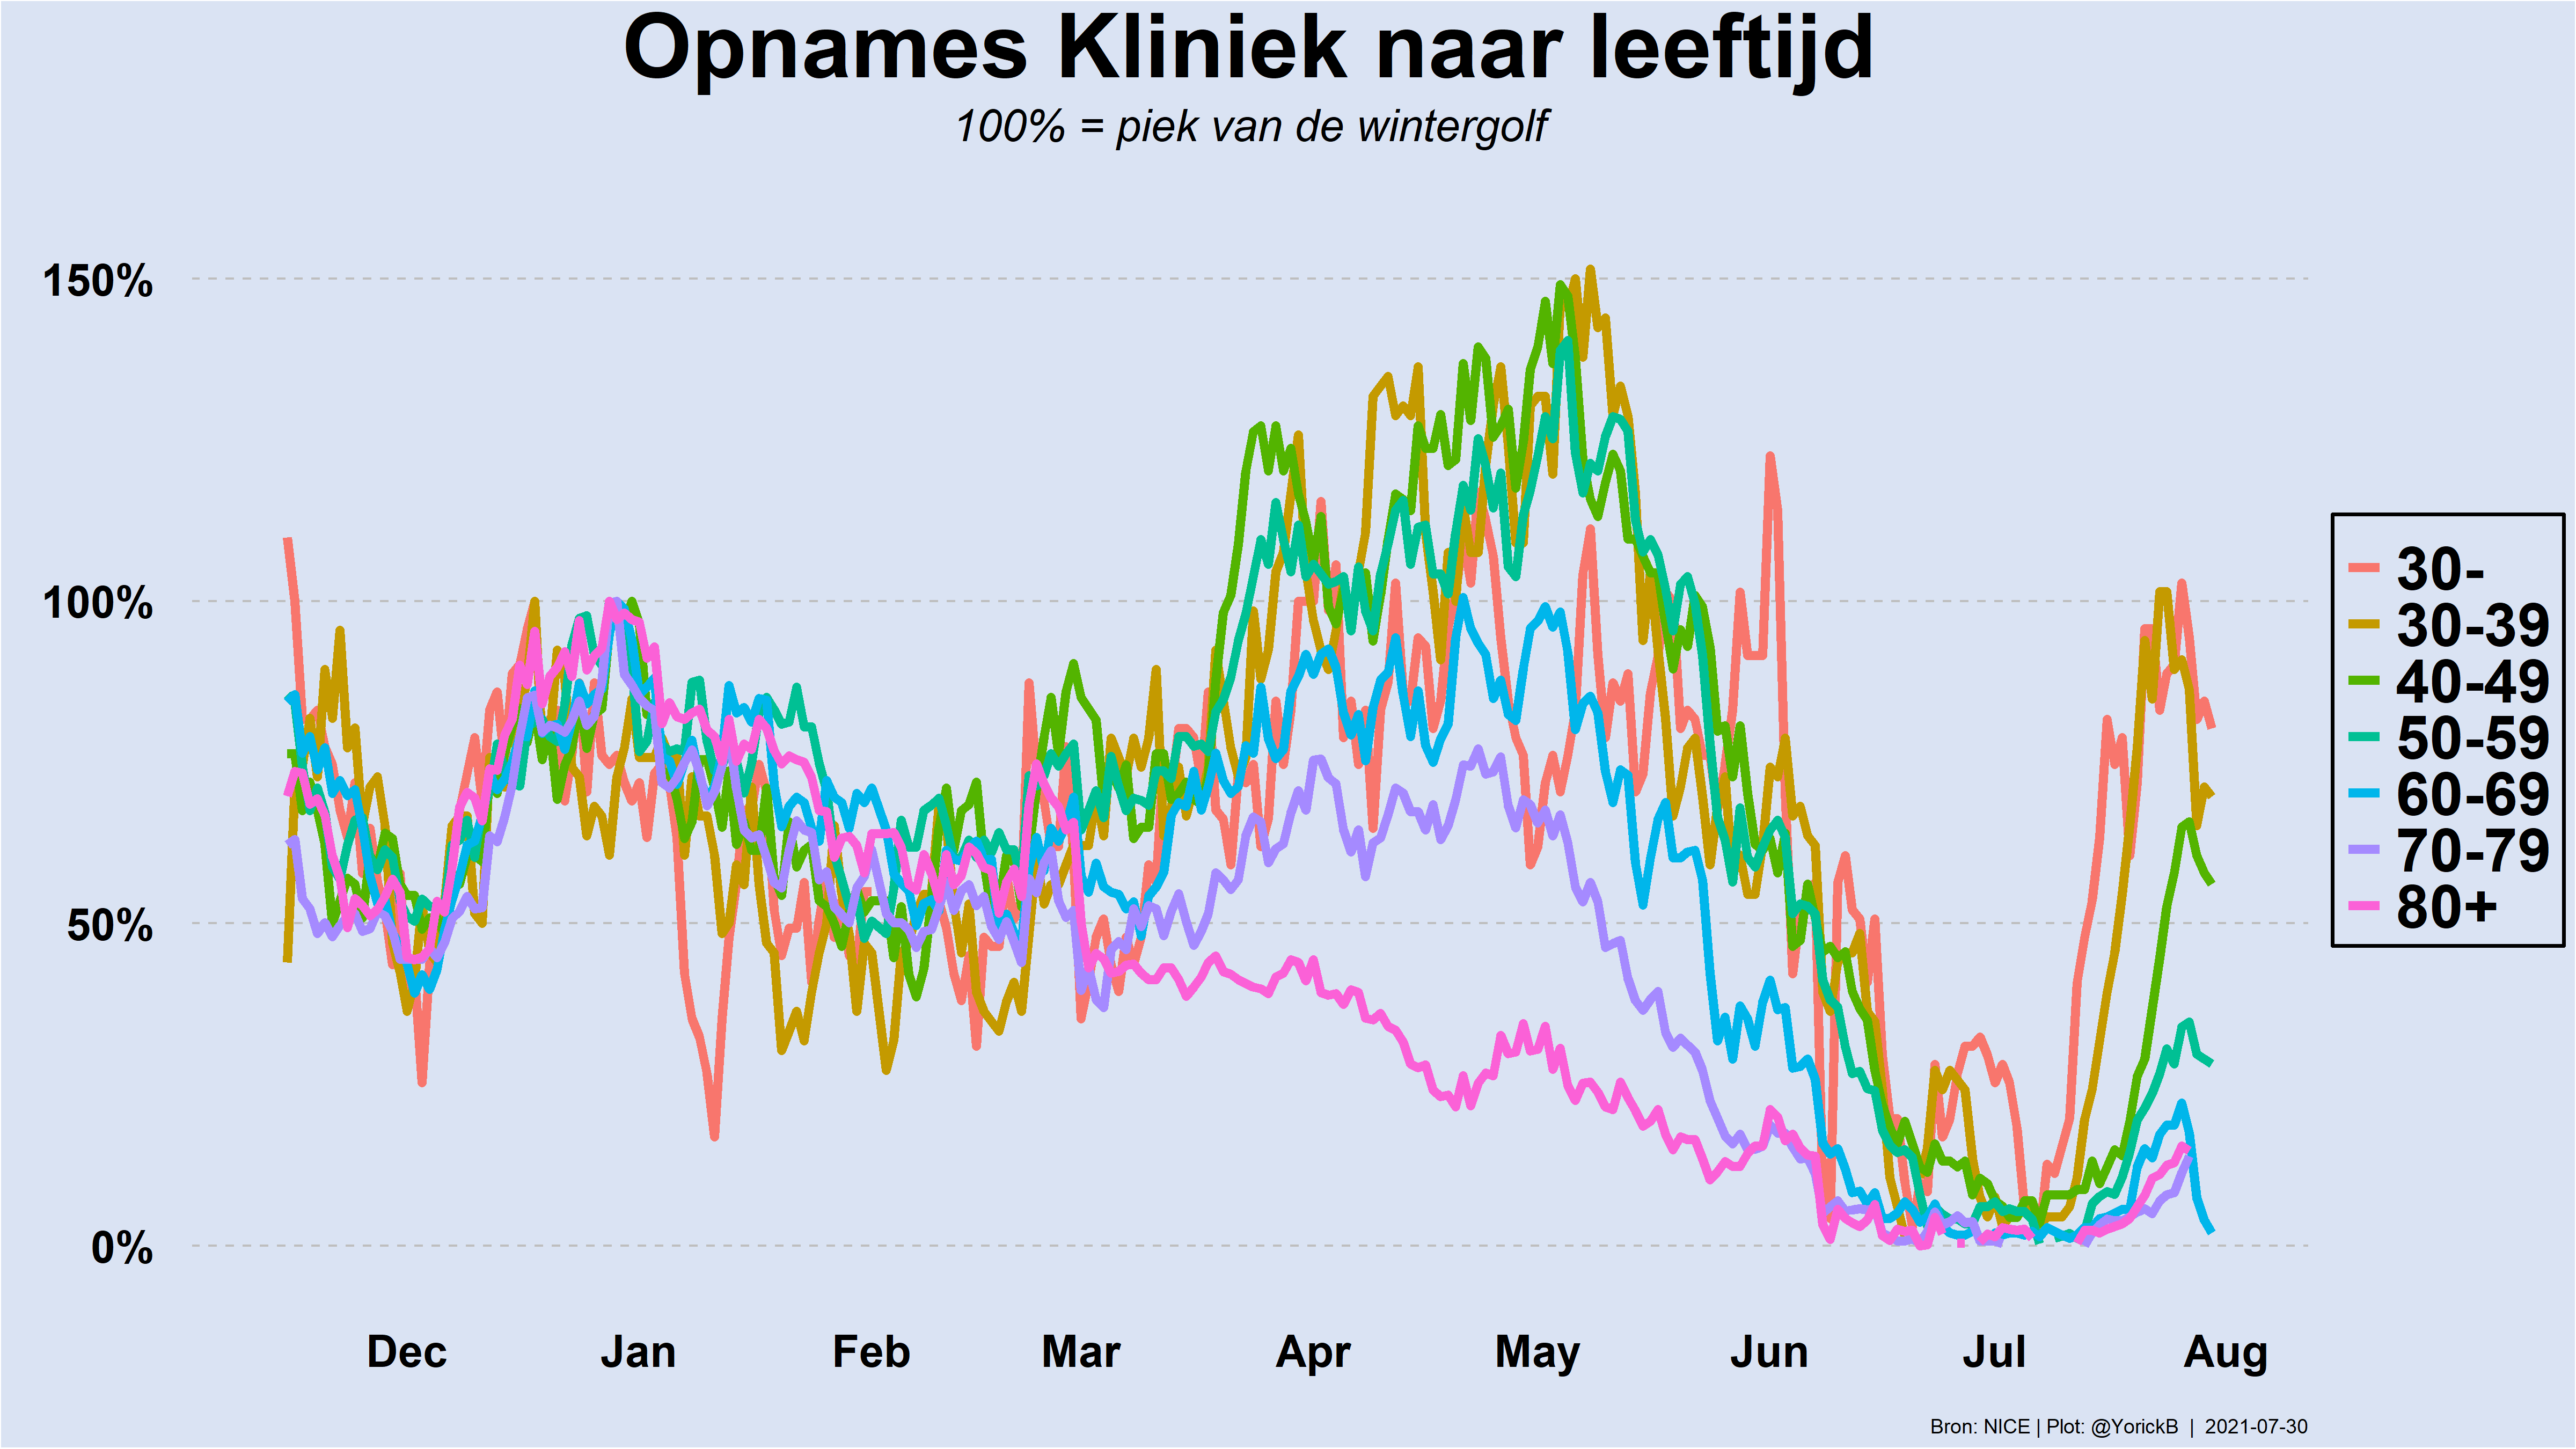 Opnames Kliniek naar leeftijd
100% = piek van de wintergolf
150%
100%
50%
0%
Dec Jan Feb Mar Apr May Jun Jul Aug
30-
30-39
40-49
50-59
60-69
70-79
80+
Bron: NICE | Plot: @YorickB | 2021-07-30